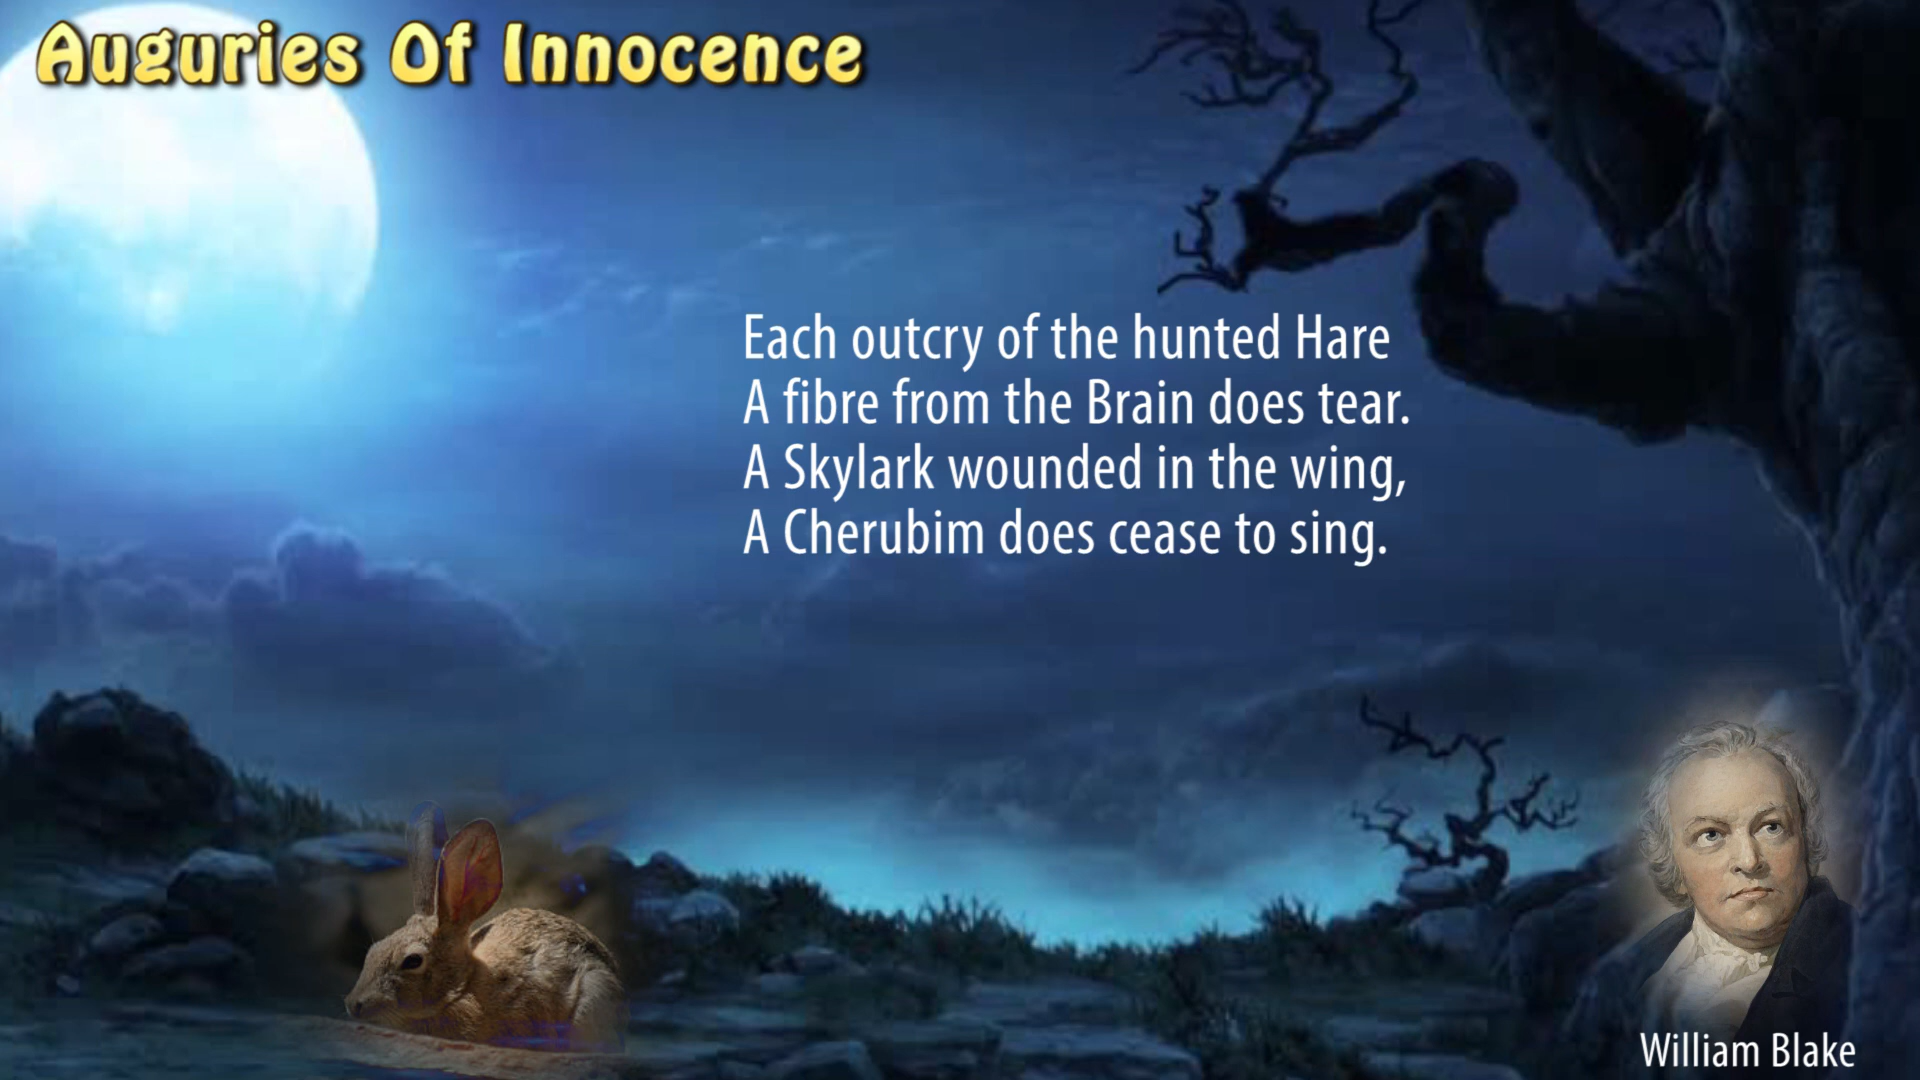 Auguries Of Innocence
Each outcry of the hunted Hare
A fibre from the Brain does tear.
A Skylark wounded in the wing,
A Cherubim does cease to sing.
William Blake